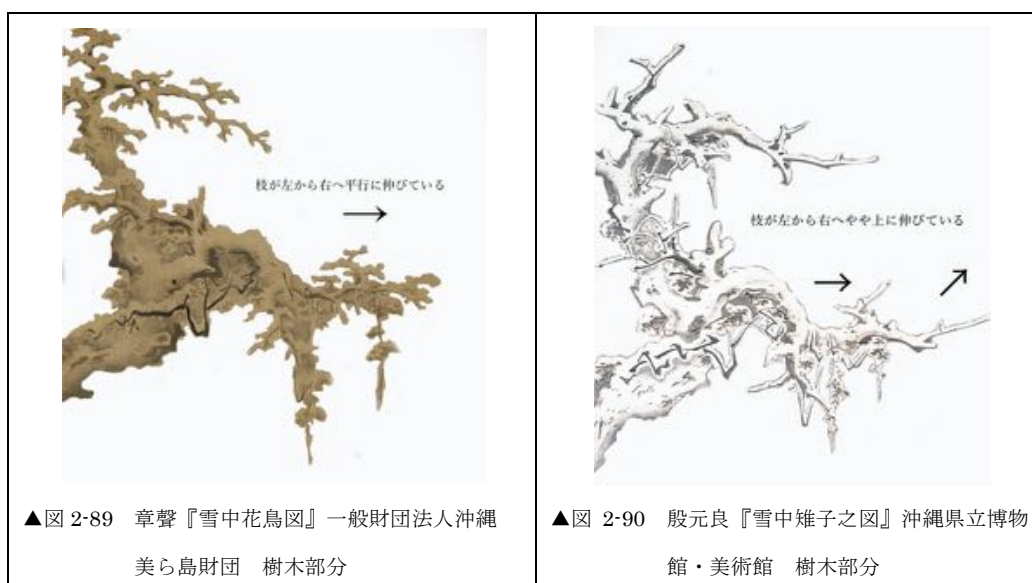 枝が左から右へ平行に伸びている
→
枝が左から右へやや上に伸びている
→ ↗
▲図 2-89 章聲『雪中花鳥図』一般財団法人沖縄
美ら島財団 樹木部分
▲図 2-90 殷元良『雪中雉子之図』沖縄県立博物
館・美術館 樹木部分